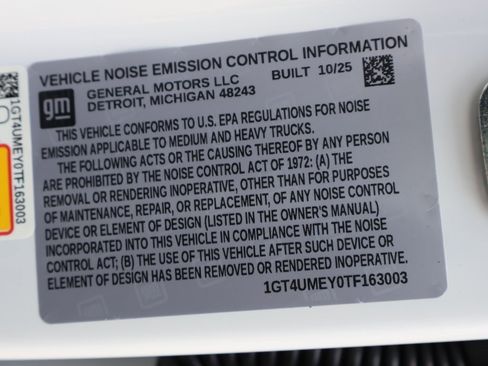 VEHICLE NOISE EMISSION CONTROL INFORMATION
gm
GENERAL MOTORS LLC
DETROIT, MICHIGAN 48243
BUILT 10/25
THIS VEHICLE CONFORMS TO U.S. EPA REGULATIONS FOR NOISE
EMISSION APPLICABLE TO MEDIUM AND HEAVY TRUCKS.
THE FOLLOWING ACTS OR THE CAUSING THEREOF BY ANY PERSON
ARE PROHIBITED BY THE NOISE CONTROL ACT OF 1972: (A) THE
REMOVAL OR RENDERING INOPERATIVE, OTHER THAN FOR PURPOSES
OF MAINTENANCE, REPAIR, OR REPLACEMENT, OF ANY NOISE CONTROL
DEVICE OR ELEMENT OF DESIGN (LISTED IN THE OWNER'S MANUAL)
INCORPORATED INTO THIS VEHICLE IN COMPLIANCE WITH THE NOISE
CONTROL ACT; (B) THE USE OF THIS VEHICLE AFTER SUCH DEVICE OR
ELEMENT OF DESIGN HAS BEEN REMOVED OR RENDERED INOPERATIVE.
1GT4UMEY0TF163003
1GT4UMEY0TF163003